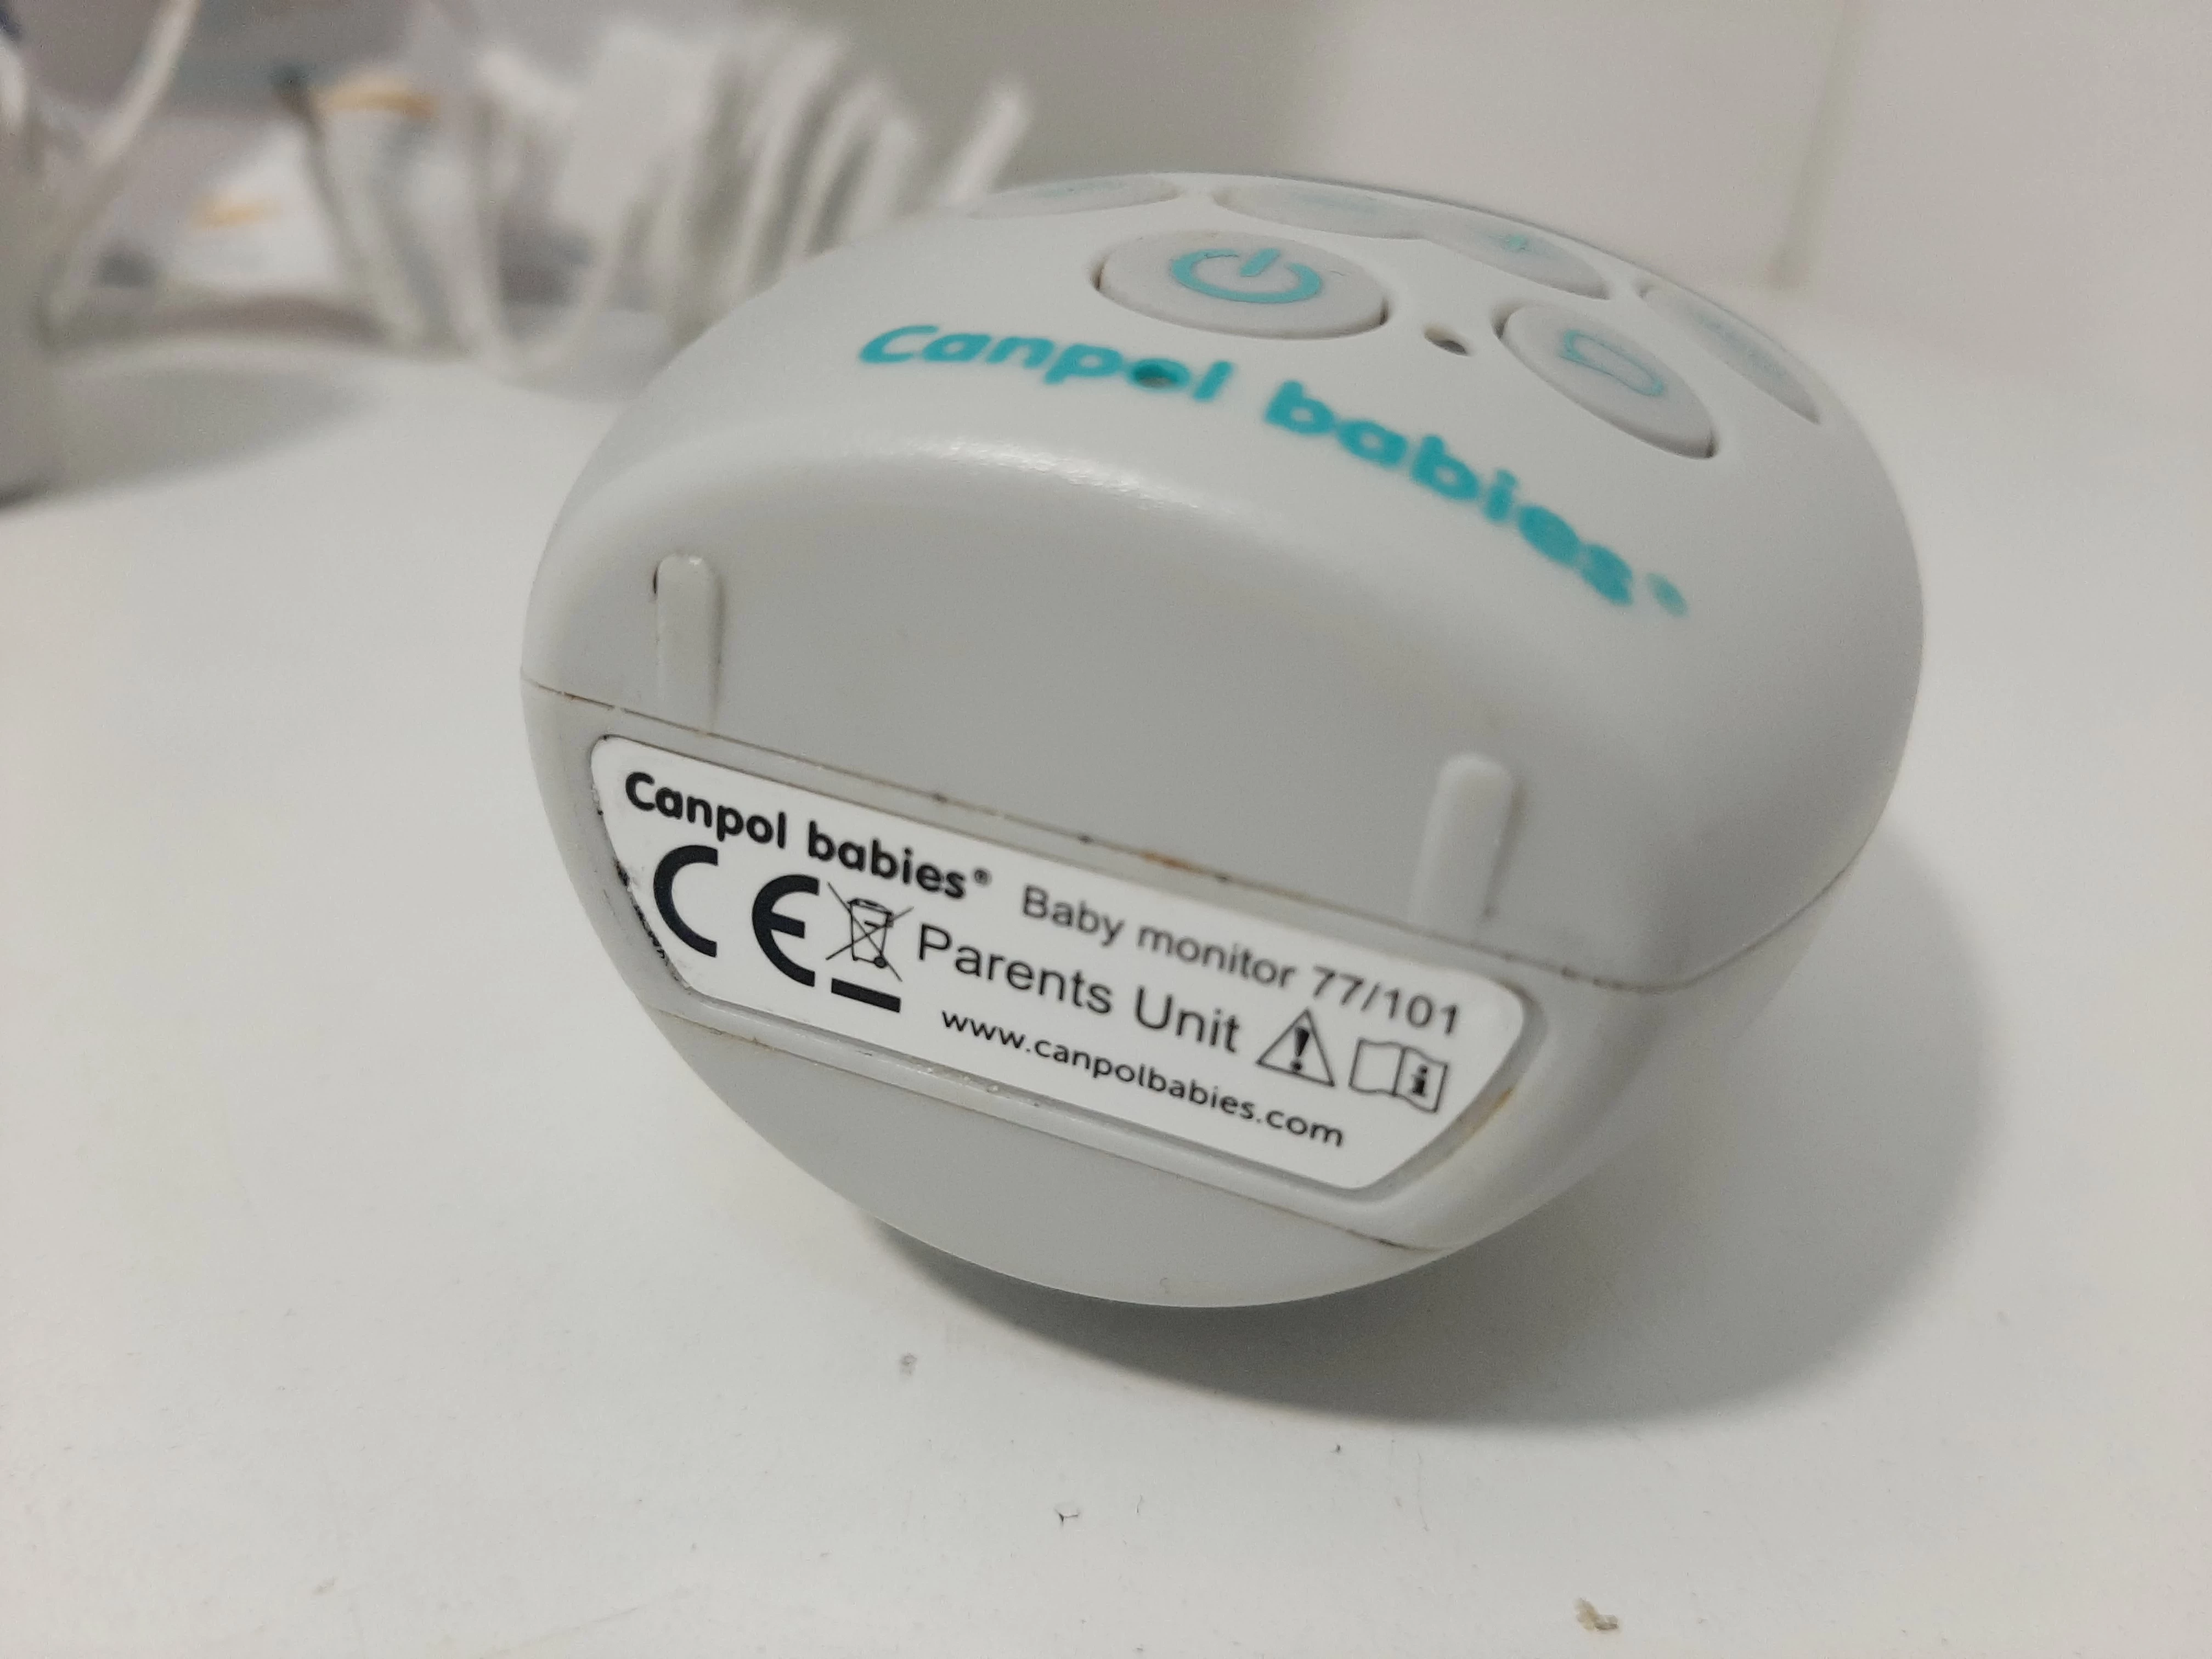 Canpol babies®
Canpol babies® Baby monitor 77/101
CE Parents Unit
www.canpolbabies.com